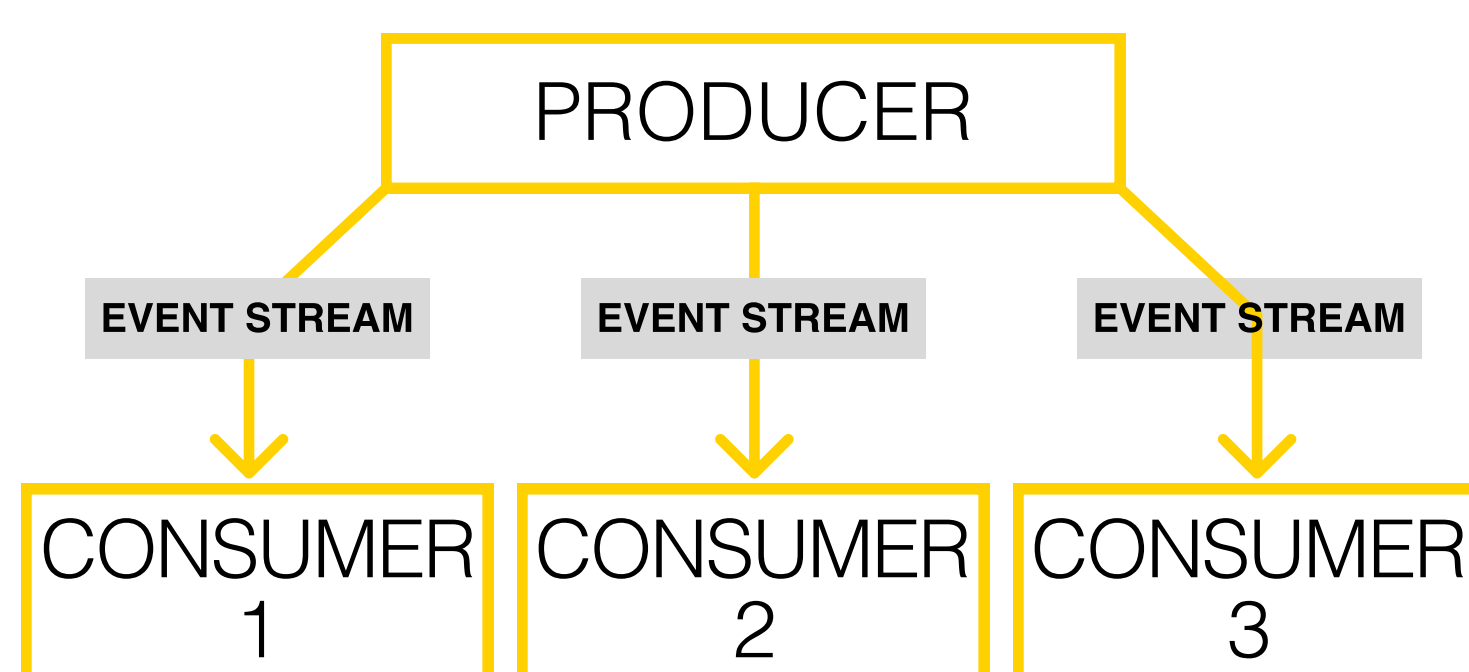 PRODUCER
EVENT STREAM
EVENT STREAM
EVENT STREAM
CONSUMER
1
CONSUMER
2
CONSUMER
3